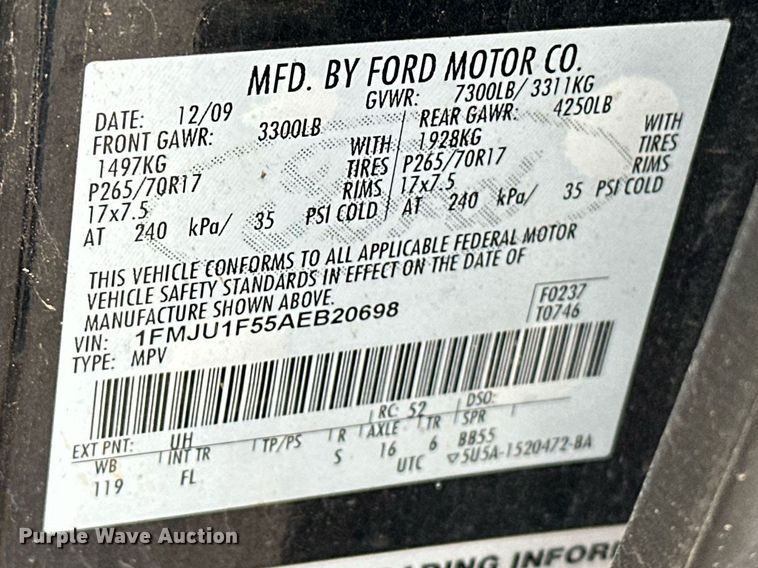 MFD. BY FORD MOTOR CO.
DATE: 12/09 GVWR: 7300LB/ 3311KG
FRONT GAWR: 3300LB REAR GAWR: 4250LB
1497KG WITH 1928KG WITH
P265/70R17 TIRES P265/70R17 TIRES
17x7.5 RIMS 17x7.5 RIMS
AT 240 kPa/ 35 PSI COLD AT 240 kPa/ 35 PSI COLD
THIS VEHICLE CONFORMS TO ALL APPLICABLE FEDERAL MOTOR
VEHICLE SAFETY STANDARDS IN EFFECT ON THE DATE OF
MANUFACTURE SHOWN ABOVE.
VIN: 1FMJU1F55AEB20698 F0237
TYPE: MPV T0746
EXT PNT: UH RC: 52 DSO:
WB INT TR TP/PS R AXLE TR SPR
119 FL S 16 6 BB55
UTC ▽5U5A-1520472-BA
Purple Wave Auction